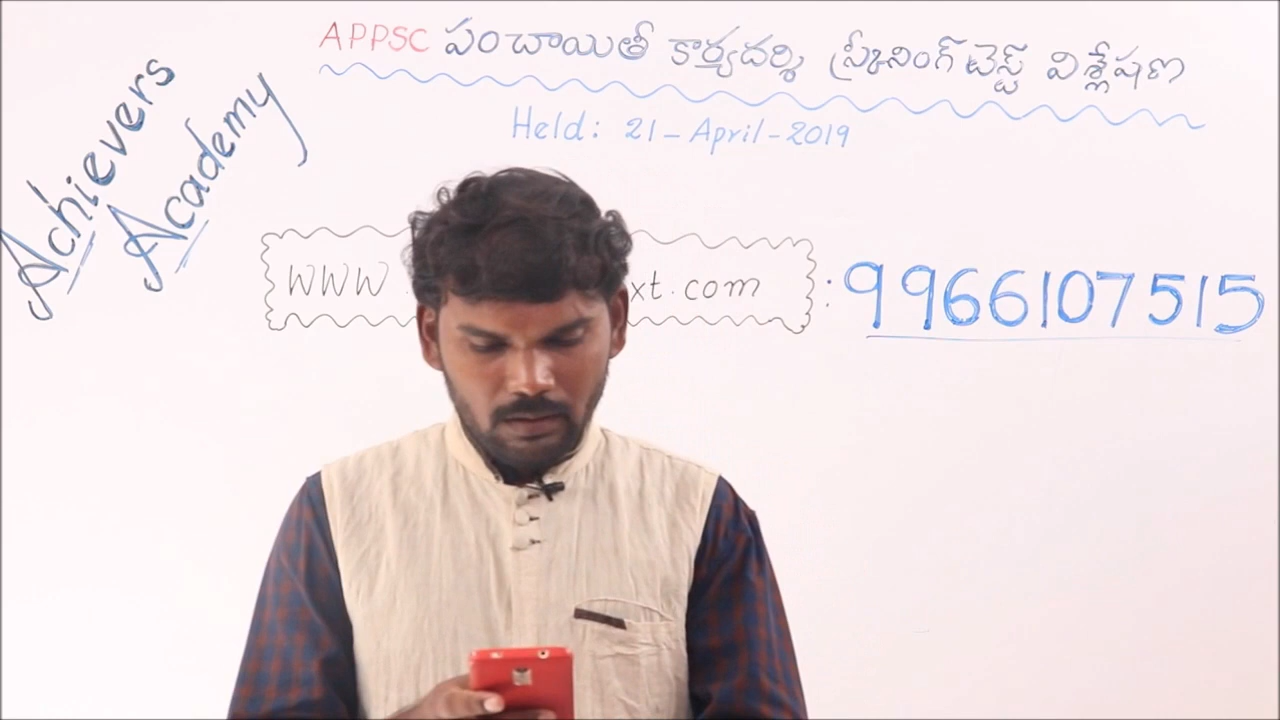 APPSC పంచాయితీ కార్యదర్శి స్క్రీనింగ్ టెస్ట్ విశ్లేషణ
Held: 21-April-2019
Achievers
Academy
www . xt.com : 9966107515